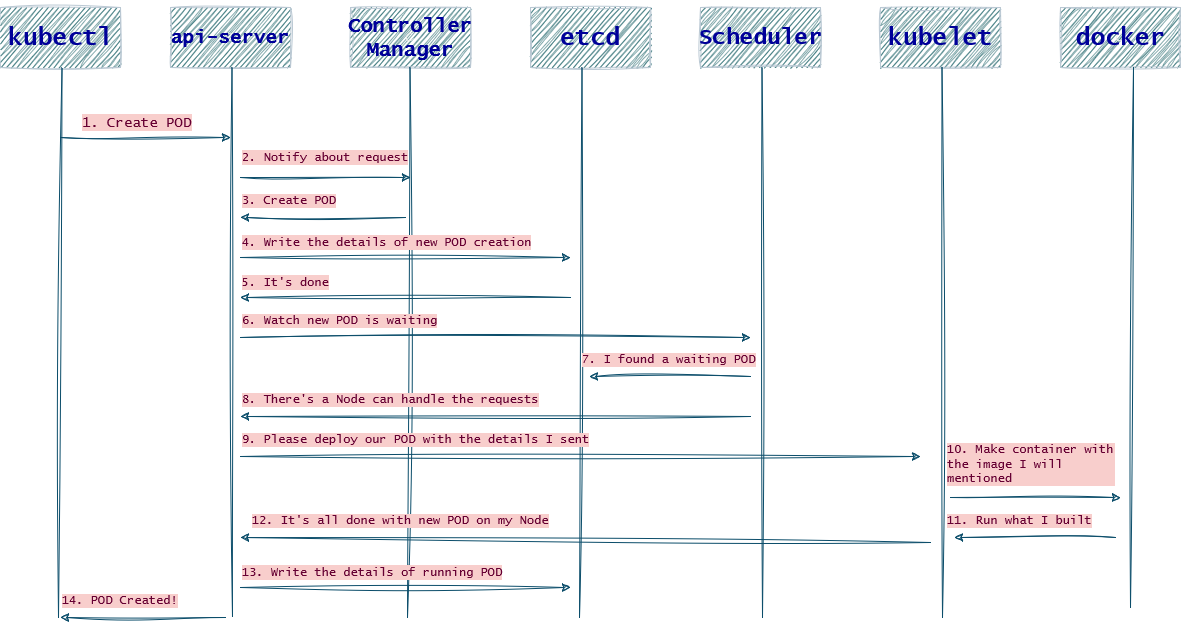 kubectl
api-server
Controller
Manager
etcd
Scheduler
kubelet
docker
1. Create POD
2. Notify about request
3. Create POD
4. Write the details of new POD creation
5. It's done
6. Watch new POD is waiting
7. I found a waiting POD
8. There's a Node can handle the requests
9. Please deploy our POD with the details I sent
10. Make container with
the image I will
mentioned
11. Run what I built
12. It's all done with new POD on my Node
13. Write the details of running POD
14. POD Created!